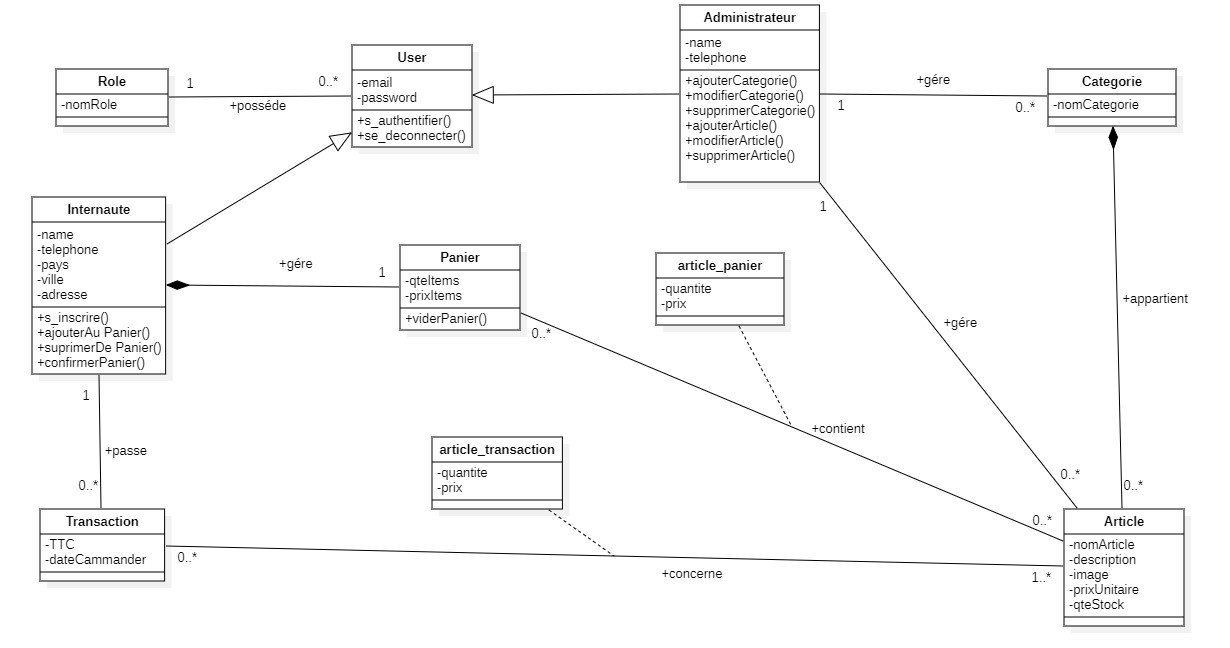 Role
-nomRole
1
0..*
+posséde
User
-email
-password
+s_authentifier()
+se_deconnecter()
Administrateur
-name
-telephone
+ajouterCategorie()
+modifierCategorie()
+supprimerCategorie()
+ajouterArticle()
+modifierArticle()
+supprimerArticle()
+gére
1
0..*
Categorie
-nomCategorie
Internaute
-name
-telephone
-pays
-ville
-adresse
+s_inscrire()
+ajouterAu Panier()
+suprimerDe Panier()
+confirmerPanier()
+gére
1
Panier
-qteItems
-prixItems
+viderPanier()
0..*
article_panier
-quantite
-prix
1
+gére
0..*
+appartient
0..*
+contient
0..*
1
+passe
0..*
article_transaction
-quantite
-prix
Transaction
-TTC
-dateCammander
0..*
+concerne
1..*
Article
-nomArticle
-description
-image
-prixUnitaire
-qteStock